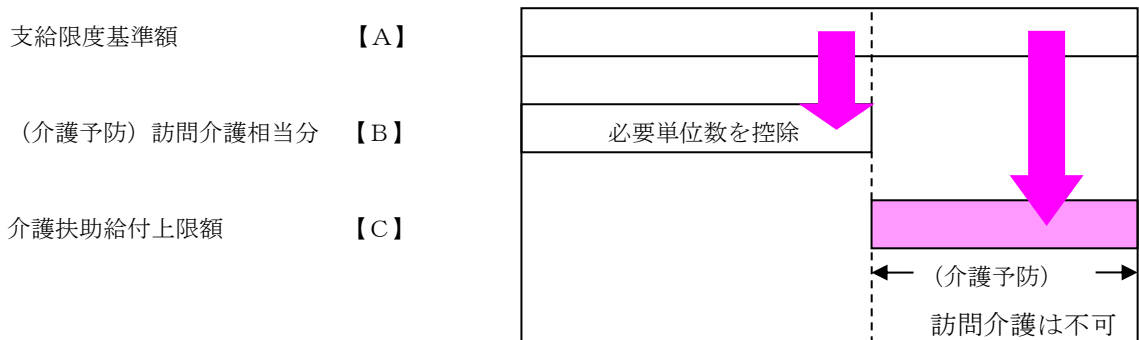 支給限度基準額 【A】
(介護予防)訪問介護相当分 【B】 必要単位数を控除
介護扶助給付上限額 【C】
(介護予防)
訪問介護は不可